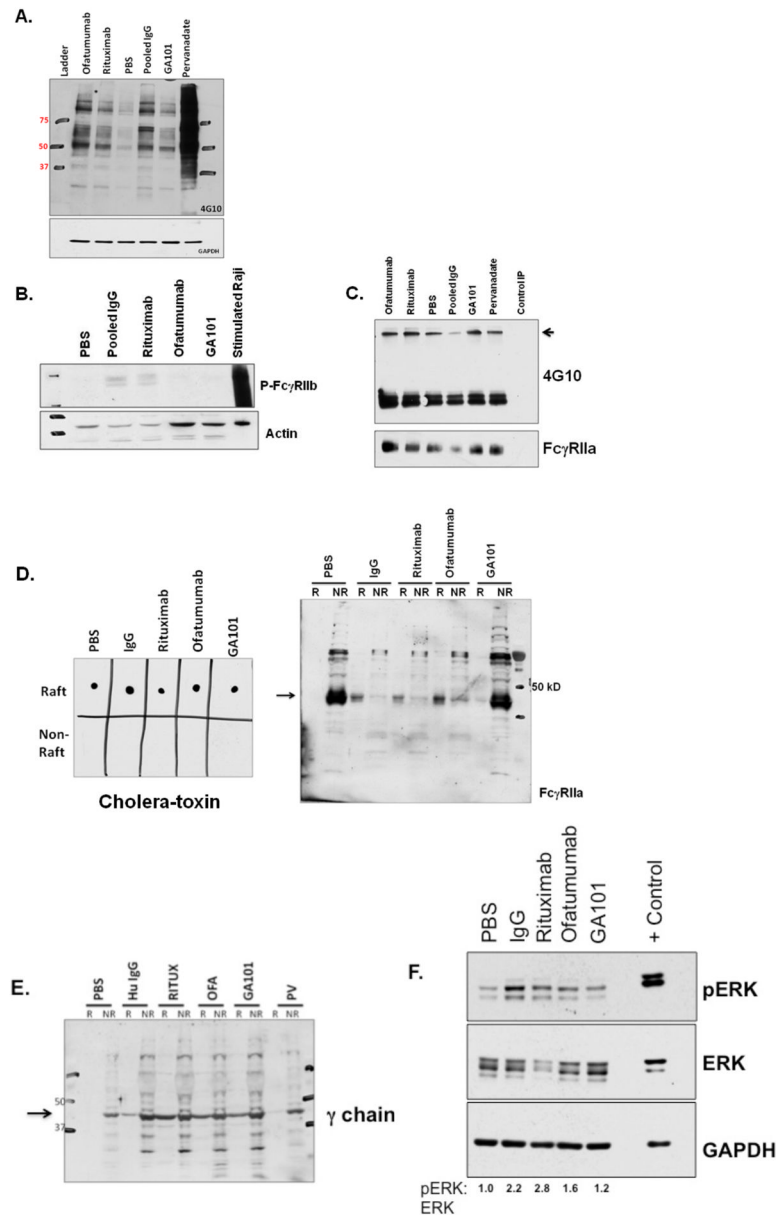 A.
Ladder
Ofatumumab
Rituximab
PBS
Pooled IgG
GA101
Pervanadate
75
50
37
4G10
GAPDH
B.
PBS
Pooled IgG
Rituximab
Ofatumumab
GA101
Stimulated Raji
P-FcγRIIb
Actin
C.
Ofatumumab
Rituximab
PBS
Pooled IgG
GA101
Pervanadate
Control IP
4G10
FcγRIIa
D.
PBS
IgG
Rituximab
Ofatumumab
GA101
Raft
Non-
Raft
Cholera-toxin
PBS
IgG
Rituximab
Ofatumumab
GA101
R NR R NR R NR R NR R NR
50 kD
FcγRIIa
E.
PBS
Hu IgG
RITUX
OFA
GA101
PV
R NR R NR R NR R NR R NR R NR
50
37
γ chain
F.
PBS
IgG
Rituximab
Ofatumumab
GA101
+ Control
pERK
ERK
GAPDH
pERK: 1.0 2.2 2.8 1.6 1.2
ERK